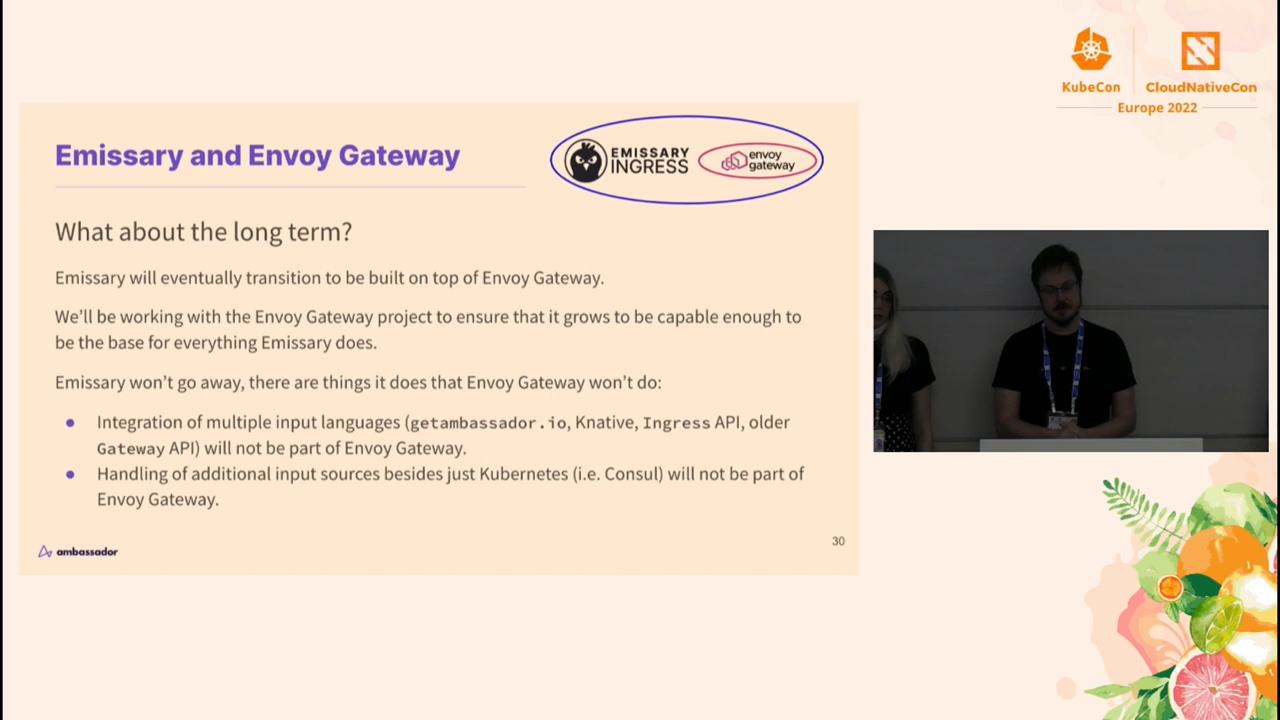 KubeCon
CloudNativeCon
Europe 2022
Emissary and Envoy Gateway
EMISSARY
INGRESS
envoy
gateway
What about the long term?
Emissary will eventually transition to be built on top of Envoy Gateway.
We'll be working with the Envoy Gateway project to ensure that it grows to be capable enough to
be the base for everything Emissary does.
Emissary won't go away, there are things it does that Envoy Gateway won't do:
● Integration of multiple input languages (getambassador.io, Knative, Ingress API, older
Gateway API) will not be part of Envoy Gateway.
● Handling of additional input sources besides just Kubernetes (i.e. Consul) will not be part of
Envoy Gateway.
ambassador
30